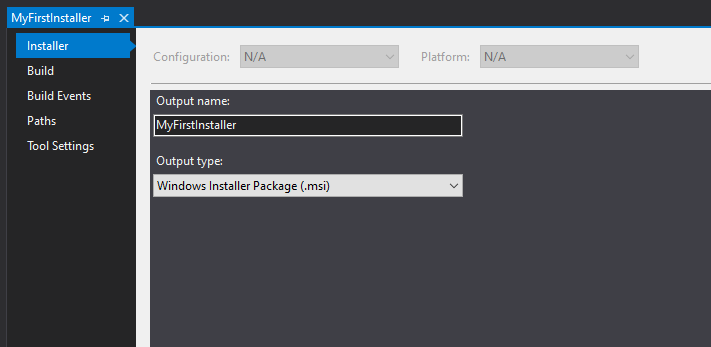 MyFirstInstaller
Installer
Build
Build Events
Paths
Tool Settings
Configuration: N/A Platform: N/A
Output name:
MyFirstInstaller
Output type:
Windows Installer Package (.msi)